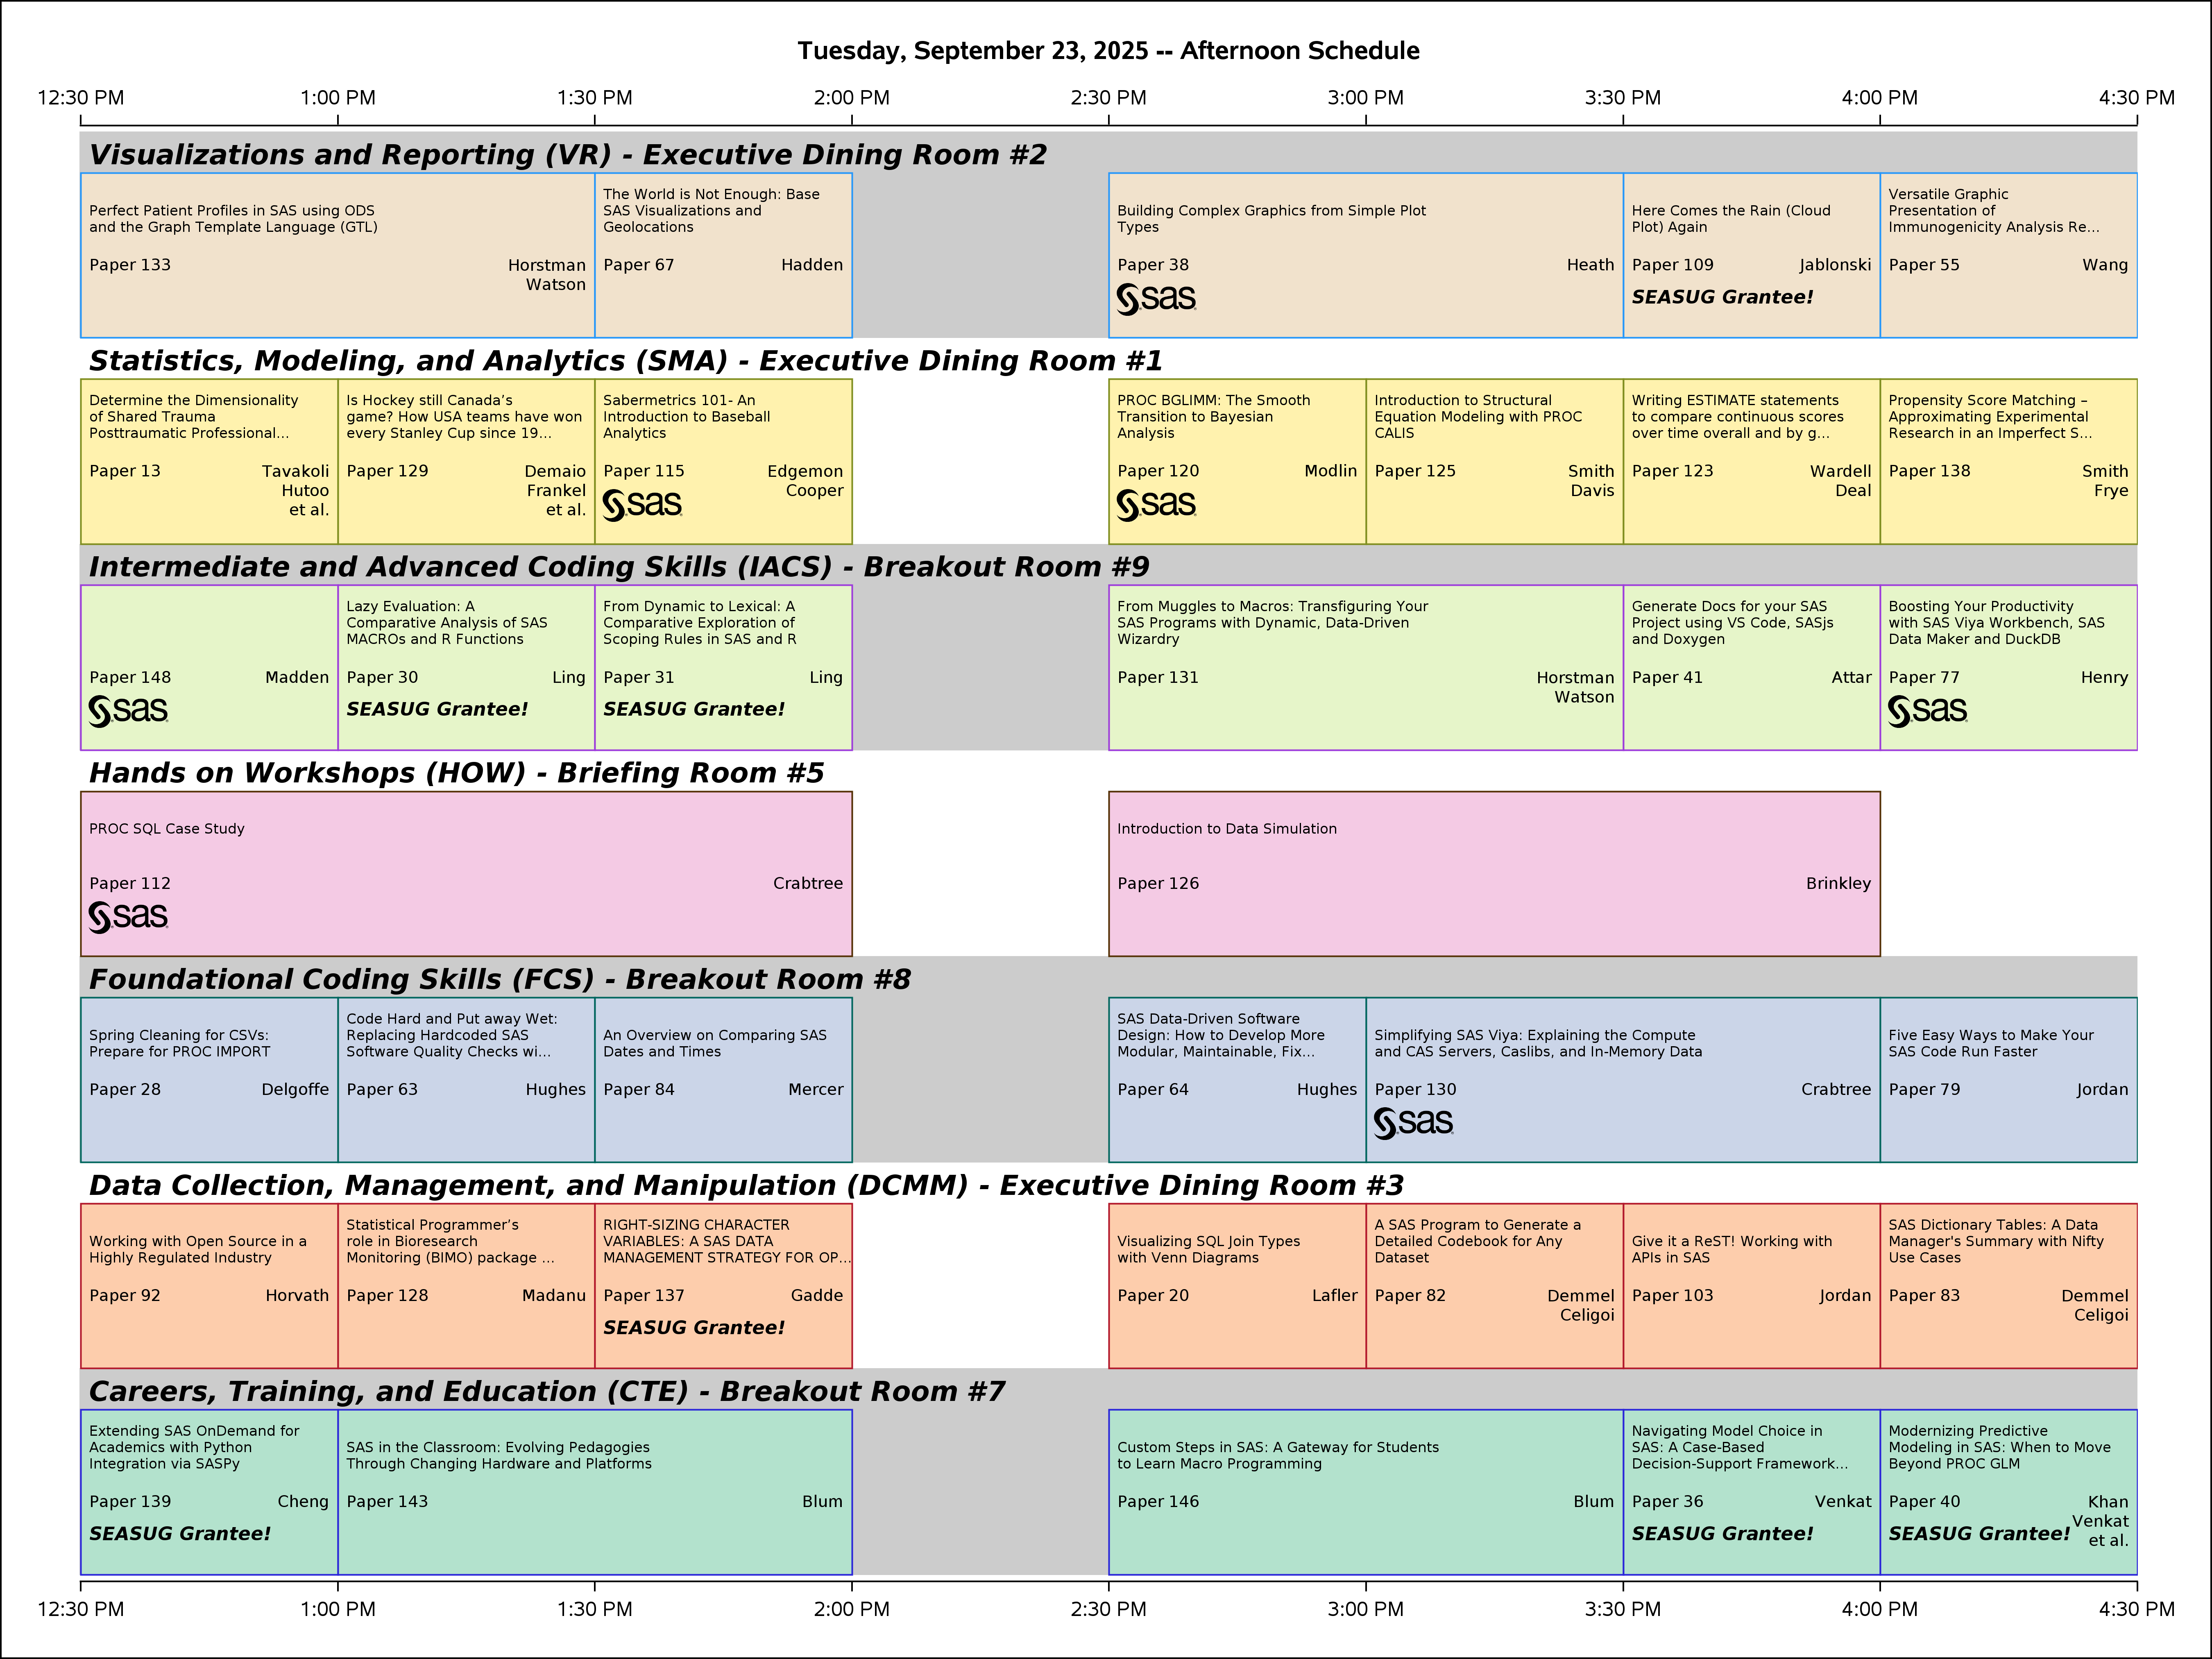 Tuesday, September 23, 2025 -- Afternoon Schedule
12:30 PM 1:00 PM 1:30 PM 2:00 PM 2:30 PM 3:00 PM 3:30 PM 4:00 PM 4:30 PM
Visualizations and Reporting (VR) - Executive Dining Room #2
Perfect Patient Profiles in SAS using ODS
and the Graph Template Language (GTL)
Paper 133
Horstman
Watson
The World is Not Enough: Base
SAS Visualizations and
Geolocations
Paper 67
Hadden
Building Complex Graphics from Simple Plot
Types
Paper 38
Heath
sas
Here Comes the Rain (Cloud
Plot) Again
Paper 109
Jablonski
SEASUG Grantee!
Versatile Graphic
Presentation of
Immunogenicity Analysis Re...
Paper 55
Wang
Statistics, Modeling, and Analytics (SMA) - Executive Dining Room #1
Determine the Dimensionality
of Shared Trauma
Posttraumatic Professional...
Paper 13
Tavakoli
Hutoo
et al.
Is Hockey still Canada’s
game? How USA teams have won
every Stanley Cup since 19...
Paper 129
Demaio
Frankel
et al.
Sabermetrics 101- An
Introduction to Baseball
Analytics
Paper 115
Edgemon
Cooper
sas
PROC BGLIMM: The Smooth
Transition to Bayesian
Analysis
Paper 120
Modlin
sas
Introduction to Structural
Equation Modeling with PROC
CALIS
Paper 125
Smith
Davis
Writing ESTIMATE statements
to compare continuous scores
over time overall and by g...
Paper 123
Wardell
Deal
Propensity Score Matching –
Approximating Experimental
Research in an Imperfect S...
Paper 138
Smith
Frye
Intermediate and Advanced Coding Skills (IACS) - Breakout Room #9
Paper 148
Madden
sas
Lazy Evaluation: A
Comparative Analysis of SAS
MACROs and R Functions
Paper 30
Ling
SEASUG Grantee!
From Dynamic to Lexical: A
Comparative Exploration of
Scoping Rules in SAS and R
Paper 31
Ling
SEASUG Grantee!
From Muggles to Macros: Transfiguring Your
SAS Programs with Dynamic, Data-Driven
Wizardry
Paper 131
Horstman
Watson
Generate Docs for your SAS
Project using VS Code, SASjs
and Doxygen
Paper 41
Attar
Boosting Your Productivity
with SAS Viya Workbench, SAS
Data Maker and DuckDB
Paper 77
Henry
sas
Hands on Workshops (HOW) - Briefing Room #5
PROC SQL Case Study
Paper 112
Crabtree
sas
Introduction to Data Simulation
Paper 126
Brinkley
Foundational Coding Skills (FCS) - Breakout Room #8
Spring Cleaning for CSVs:
Prepare for PROC IMPORT
Paper 28
Delgoffe
Code Hard and Put away Wet:
Replacing Hardcoded SAS
Software Quality Checks wi...
Paper 63
Hughes
An Overview on Comparing SAS
Dates and Times
Paper 84
Mercer
SAS Data-Driven Software
Design: How to Develop More
Modular, Maintainable, Fix...
Paper 64
Hughes
Simplifying SAS Viya: Explaining the Compute
and CAS Servers, Caslibs, and In-Memory Data
Paper 130
Crabtree
sas
Five Easy Ways to Make Your
SAS Code Run Faster
Paper 79
Jordan
Data Collection, Management, and Manipulation (DCMM) - Executive Dining Room #3
Working with Open Source in a
Highly Regulated Industry
Paper 92
Horvath
Statistical Programmer’s
role in Bioresearch
Monitoring (BIMO) package ...
Paper 128
Madanu
RIGHT-SIZING CHARACTER
VARIABLES: A SAS DATA
MANAGEMENT STRATEGY FOR OP...
Paper 137
Gadde
SEASUG Grantee!
Visualizing SQL Join Types
with Venn Diagrams
Paper 20
Lafler
A SAS Program to Generate a
Detailed Codebook for Any
Dataset
Paper 82
Demmel
Celigoi
Give it a ReST! Working with
APIs in SAS
Paper 103
Jordan
SAS Dictionary Tables: A Data
Manager's Summary with Nifty
Use Cases
Paper 83
Demmel
Celigoi
Careers, Training, and Education (CTE) - Breakout Room #7
Extending SAS OnDemand for
Academics with Python
Integration via SASPy
Paper 139
Cheng
SEASUG Grantee!
SAS in the Classroom: Evolving Pedagogies
Through Changing Hardware and Platforms
Paper 143
Blum
Custom Steps in SAS: A Gateway for Students
to Learn Macro Programming
Paper 146
Blum
Navigating Model Choice in
SAS: A Case-Based
Decision-Support Framework...
Paper 36
Venkat
SEASUG Grantee!
Modernizing Predictive
Modeling in SAS: When to Move
Beyond PROC GLM
Paper 40
Khan
Venkat
et al.
SEASUG Grantee!
12:30 PM 1:00 PM 1:30 PM 2:00 PM 2:30 PM 3:00 PM 3:30 PM 4:00 PM 4:30 PM